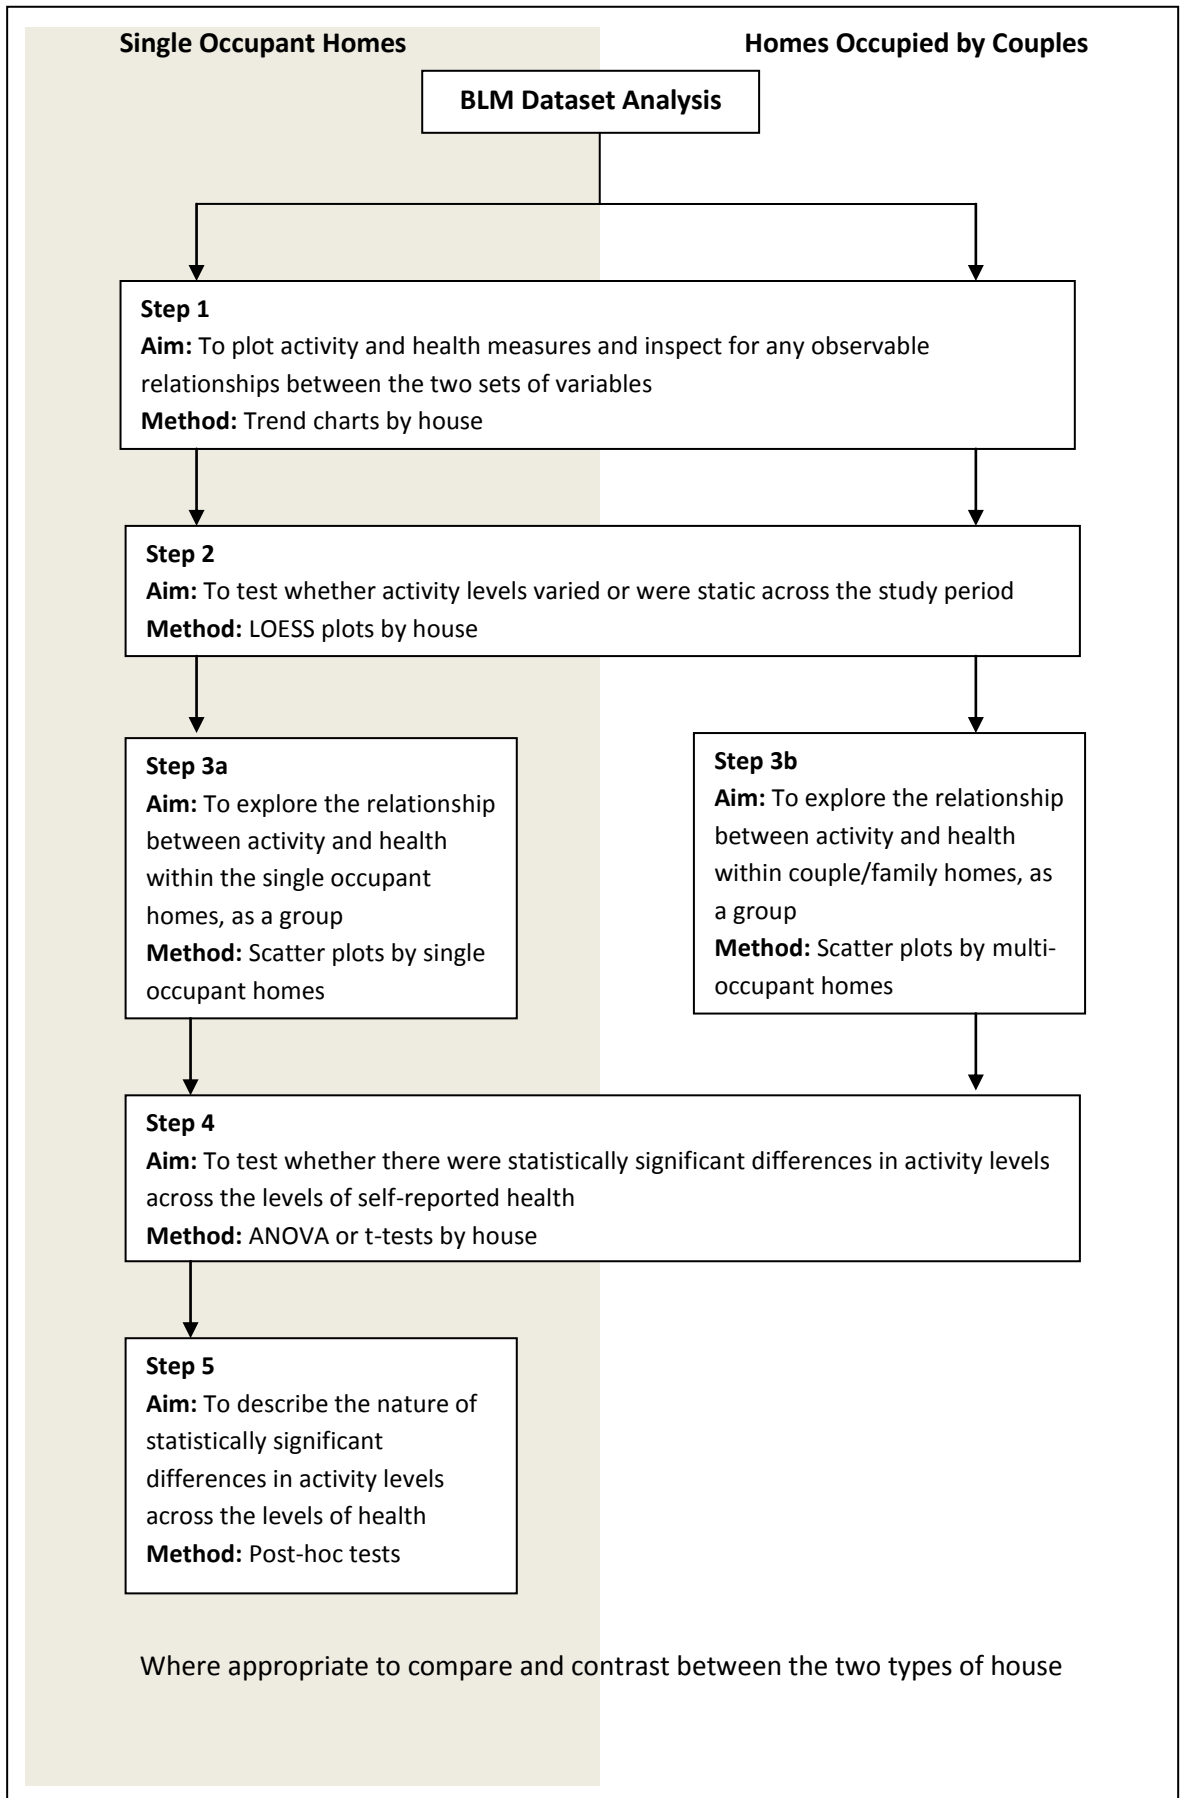 Single Occupant Homes
Homes Occupied by Couples
BLM Dataset Analysis
Step 1
Aim: To plot activity and health measures and inspect for any observable
relationships between the two sets of variables
Method: Trend charts by house
Step 2
Aim: To test whether activity levels varied or were static across the study period
Method: LOESS plots by house
Step 3a
Aim: To explore the relationship
between activity and health
within the single occupant
homes, as a group
Method: Scatter plots by single
occupant homes
Step 3b
Aim: To explore the relationship
between activity and health
within couple/family homes, as
a group
Method: Scatter plots by multi-
occupant homes
Step 4
Aim: To test whether there were statistically significant differences in activity levels
across the levels of self-reported health
Method: ANOVA or t-tests by house
Step 5
Aim: To describe the nature of
statistically significant
differences in activity levels
across the levels of health
Method: Post-hoc tests
Where appropriate to compare and contrast between the two types of house